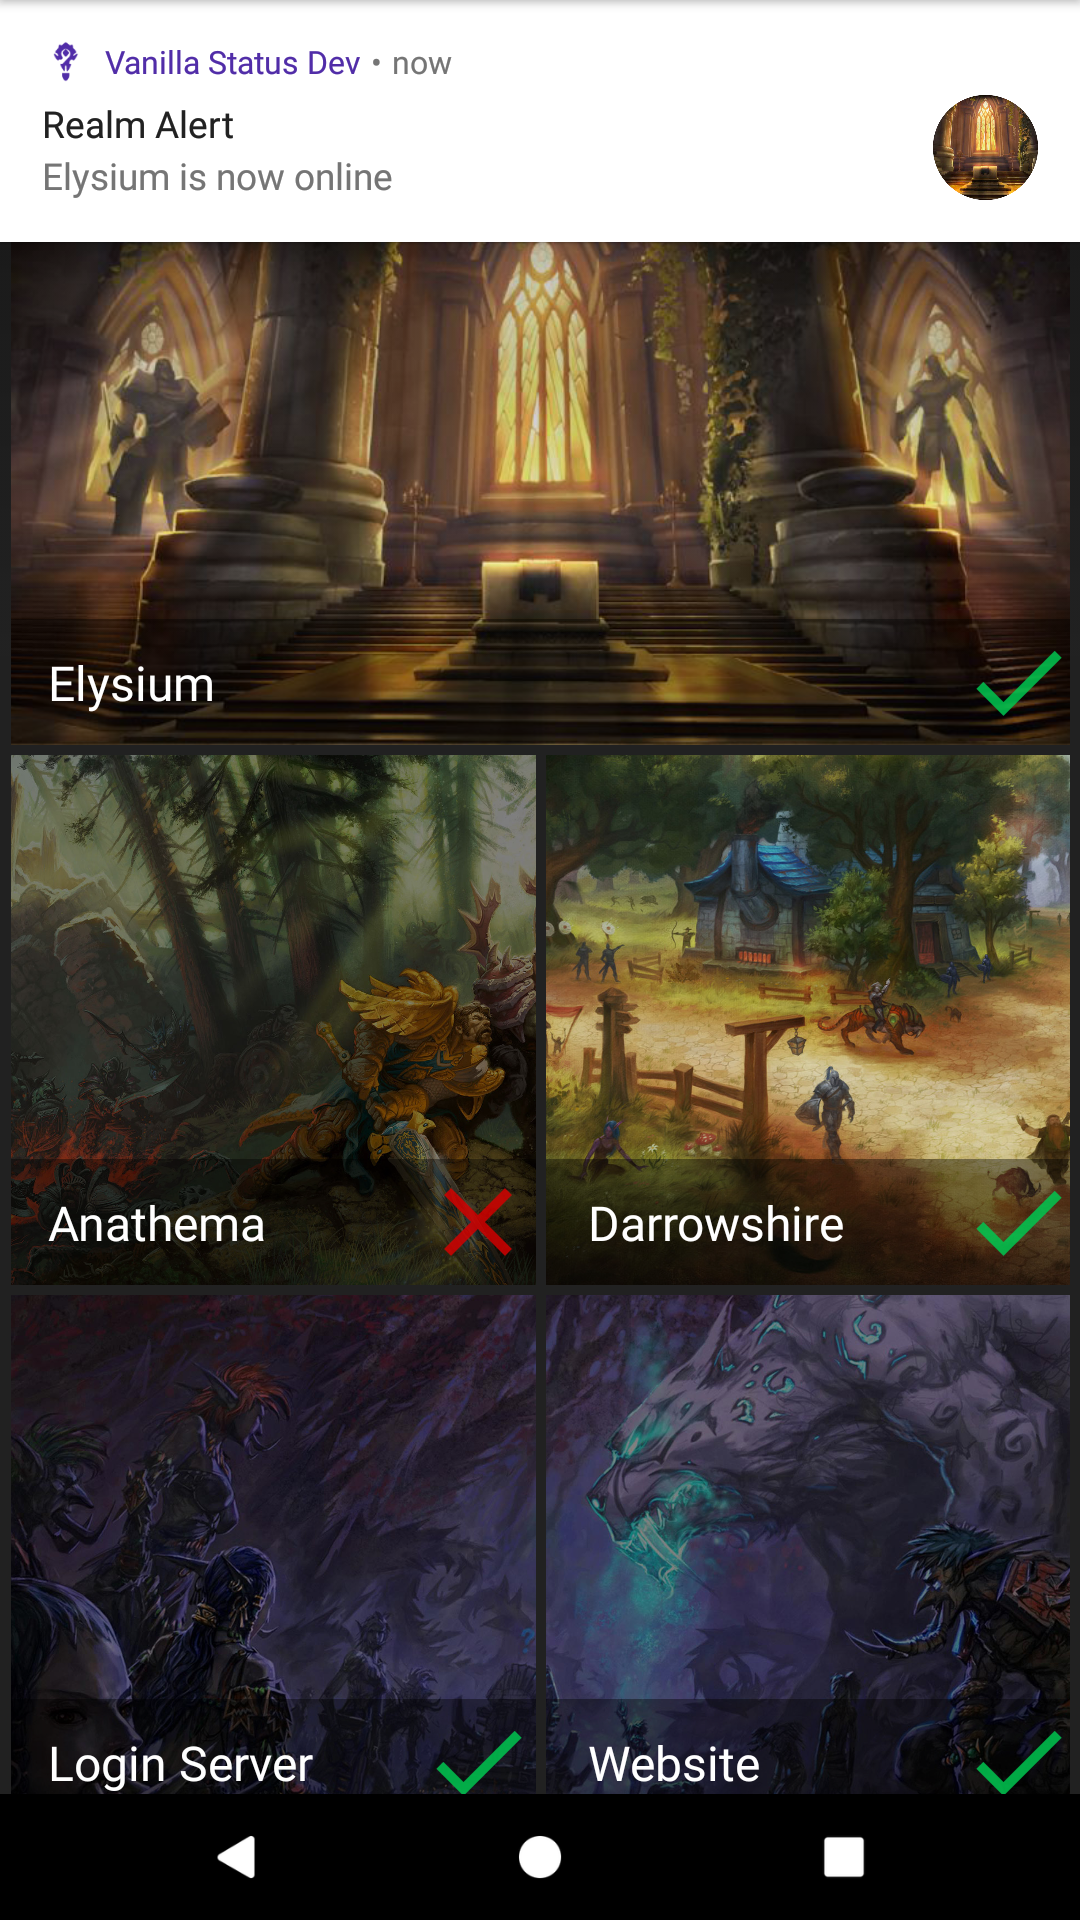 Vanilla Status Dev • now
Realm Alert
Elysium is now online
Elysium
Anathema
Darrowshire
Login Server
Website